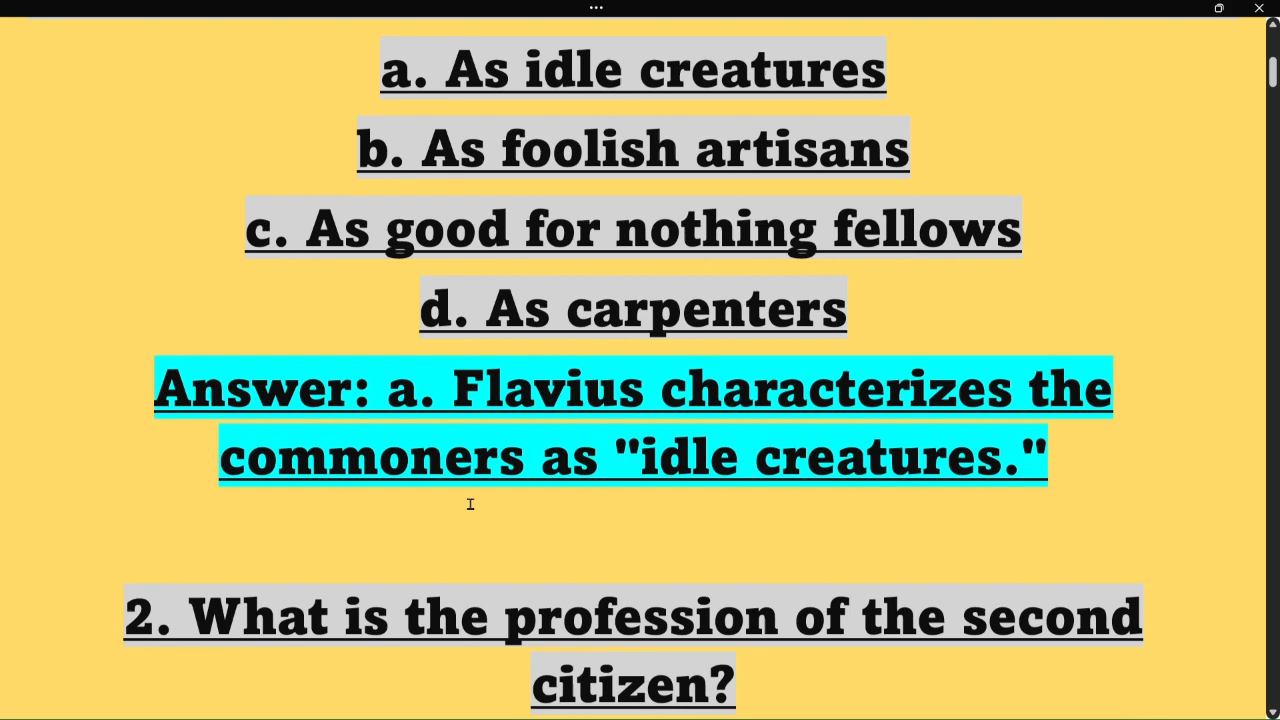 a. As idle creatures
b. As foolish artisans
c. As good for nothing fellows
d. As carpenters
Answer: a. Flavius characterizes the
commoners as "idle creatures."
2. What is the profession of the second
citizen?